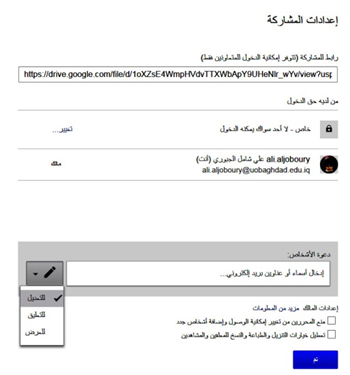 إعدادات المشاركة
رابط للمشاركة (تتوفر إمكانية الدخول للمتعاونين فقط)
https://drive.google.com/file/d/1oXZsE4WmpHVdvTTXWbApY9UHeNlr_wYv/view?usp
من لديه حق الدخول
خاص - لا أحد سواك يمكنه الدخول
تغيير...
ali.aljoboury علي شامل الجبوري (أنت)
ali.aljoboury@uobaghdad.edu.iq
مالك
دعوة الأشخاص:
إدخال أسماء أو عناوين بريد إلكتروني...
للتعديل
للتعليق
للعرض
إعدادات المالك مزيد من المعلومات
منع المحررين من تغيير إمكانية الوصول وإضافة أشخاص جدد
تعطيل خيارات التنزيل والطباعة والنسخ للمعلقين والمشاهدين
تم